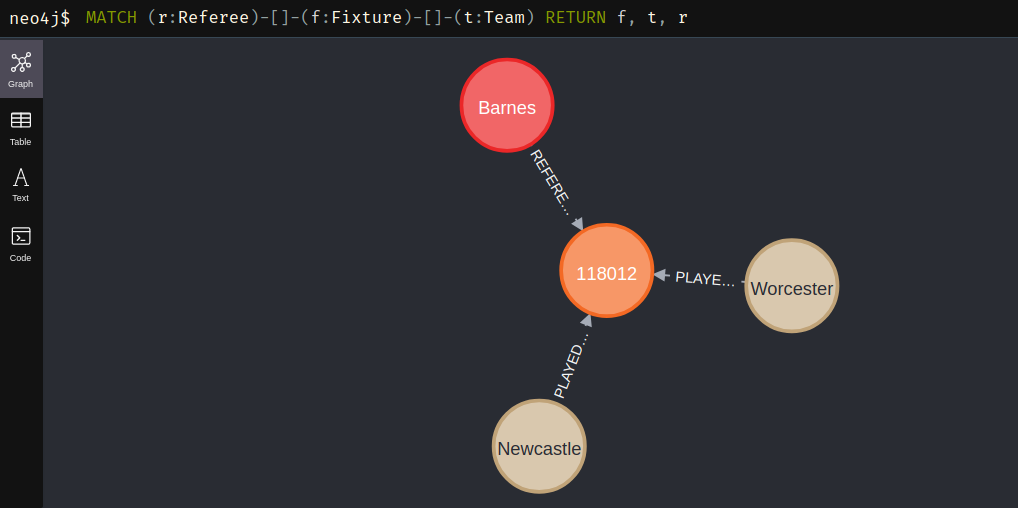 neo4j$ MATCH (r:Referee)-[]-(f:Fixture)-[]-(t:Team) RETURN f, t, r
Graph
Table
Text
Code
Barnes
REFERE...
118012
PLAYE...
Worcester
PLAYED...
Newcastle